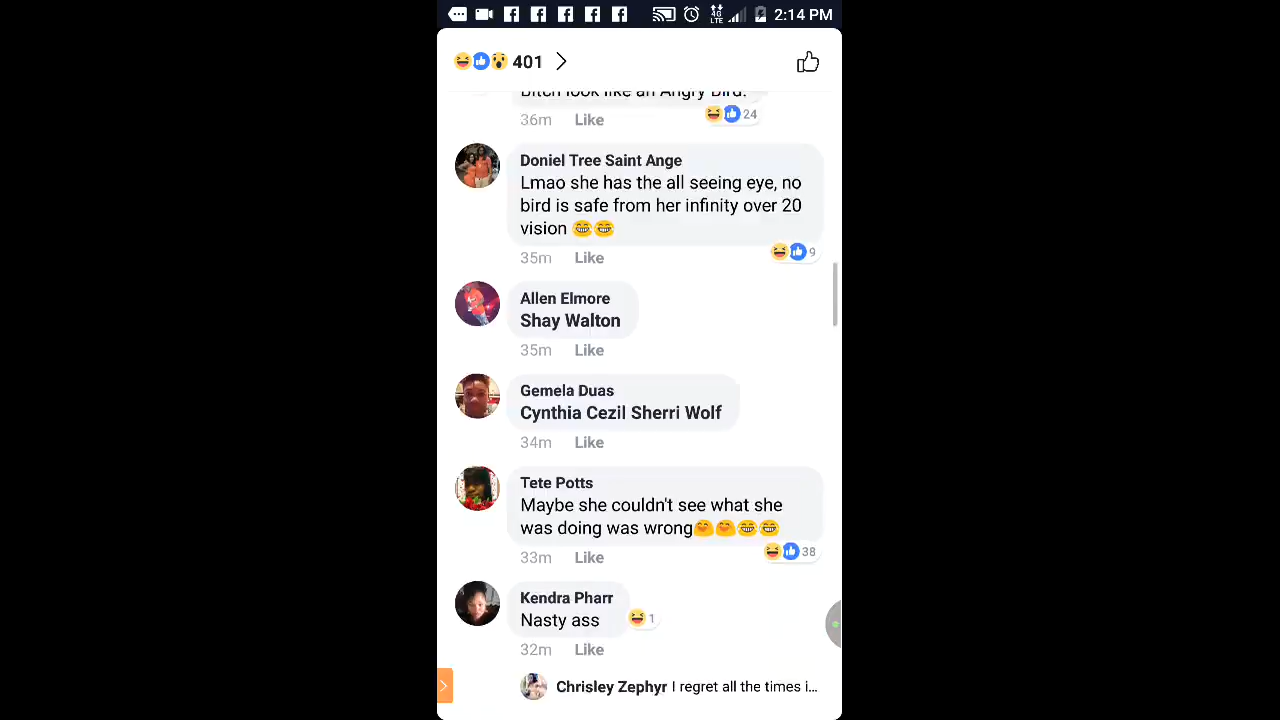 4G
LTE
2:14 PM
401
Bitch look like an Angry Bird.
36m Like
24
Doniel Tree Saint Ange
Lmao she has the all seeing eye, no
bird is safe from her infinity over 20
vision 😂😂
9
35m Like
Allen Elmore
Shay Walton
35m Like
Gemela Duas
Cynthia Cezil Sherri Wolf
34m Like
Tete Potts
Maybe she couldn't see what she
was doing was wrong🤗🤗😂😂
38
33m Like
Kendra Pharr
Nasty ass
1
32m Like
Chrisley Zephyr I regret all the times i...